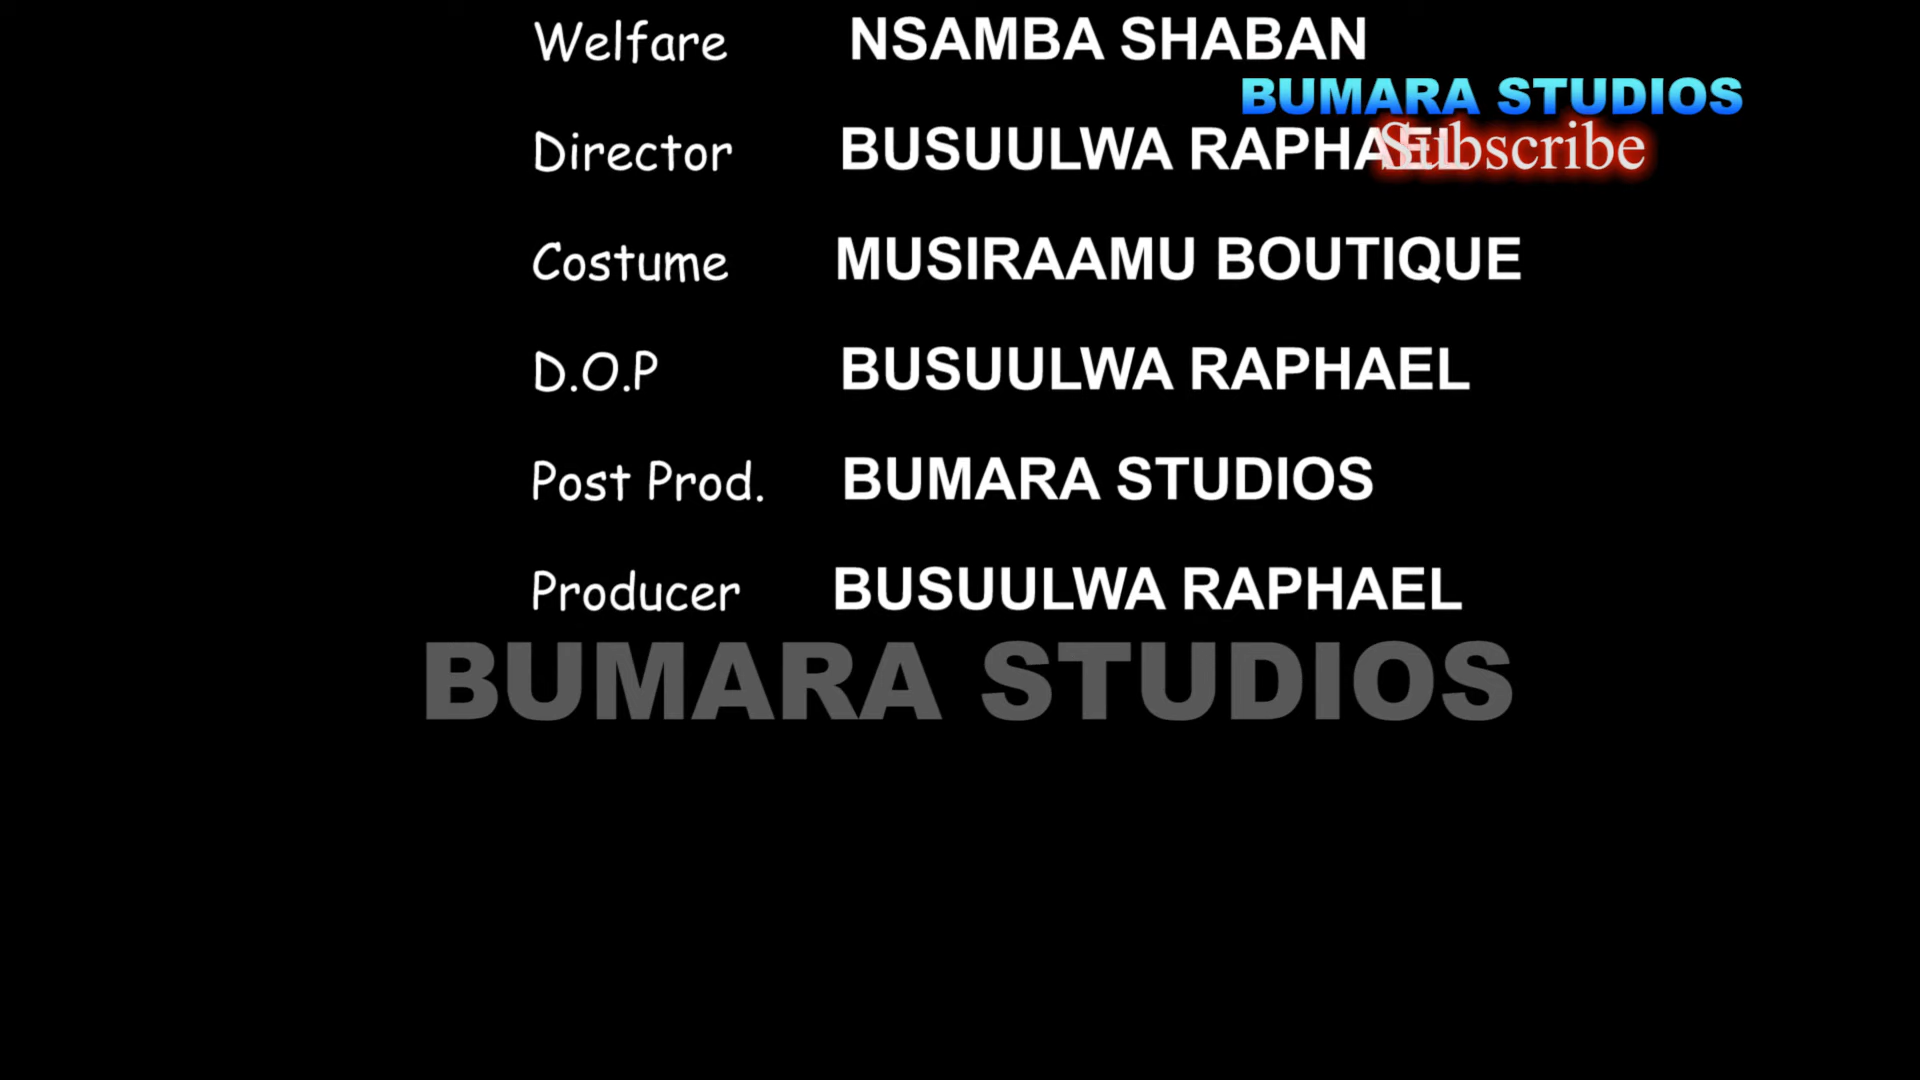 Welfare NSAMBA SHABAN
BUMARA STUDIOS
Director BUSUULWA RAPHAEL
Subscribe
Costume MUSIRAAMU BOUTIQUE
D.O.P BUSUULWA RAPHAEL
Post Prod. BUMARA STUDIOS
Producer BUSUULWA RAPHAEL
BUMARA STUDIOS